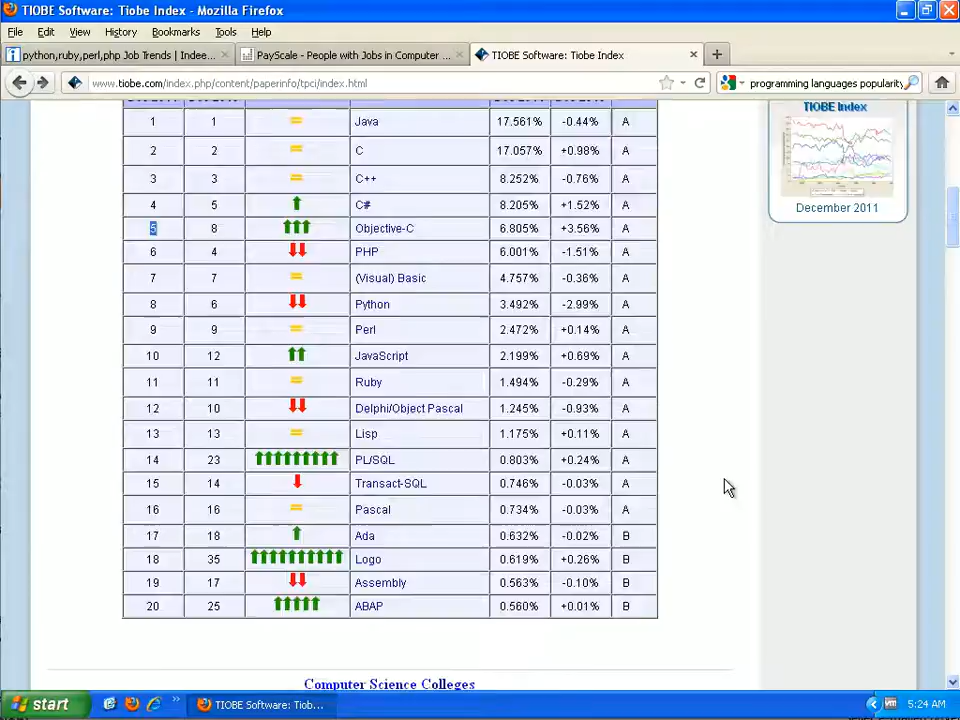 TIOBE Software: Tiobe Index - Mozilla Firefox
File Edit View History Bookmarks Tools Help
python,ruby,perl,php Job Trends | Indee... PayScale - People with Jobs in Computer ... TIOBE Software: Tiobe Index
www.tiobe.com/index.php/content/paperinfo/tpci/index.html programming languages popularity
TIOBE Index
1 1 = Java 17.561% -0.44% A
2 2 = C 17.057% +0.98% A
3 3 = C++ 8.252% -0.76% A
4 5 C# 8.205% +1.52% A
December 2011
5 8 Objective-C 6.805% +3.56% A
6 4 PHP 6.001% -1.51% A
7 7 = (Visual) Basic 4.757% -0.36% A
8 6 Python 3.492% -2.99% A
9 9 = Perl 2.472% +0.14% A
10 12 JavaScript 2.199% +0.69% A
11 11 = Ruby 1.494% -0.29% A
12 10 Delphi/Object Pascal 1.245% -0.93% A
13 13 = Lisp 1.175% +0.11% A
14 23 PL/SQL 0.803% +0.24% A
15 14 Transact-SQL 0.746% -0.03% A
16 16 = Pascal 0.734% -0.03% A
17 18 Ada 0.632% -0.02% B
18 35 Logo 0.619% +0.26% B
19 17 Assembly 0.563% -0.10% B
20 25 ABAP 0.560% +0.01% B
Computer Science Colleges
start TIOBE Software: Tiob... 5:24 AM